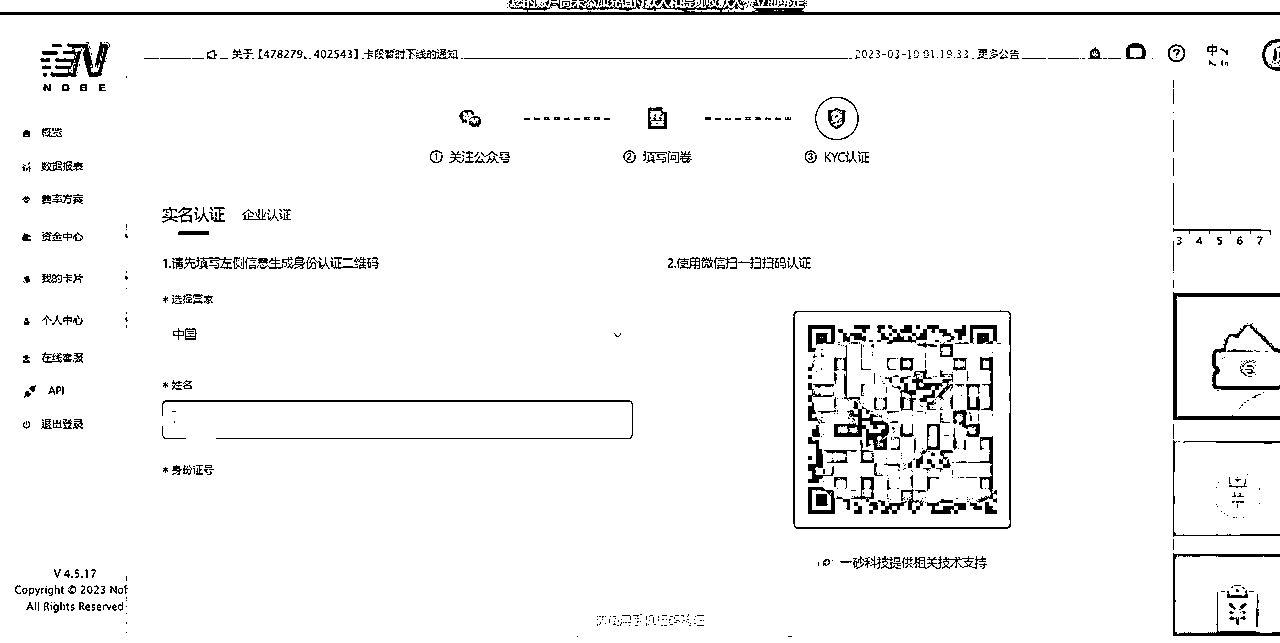 关于【478279、402543】卡段暂时下线的通知
2023-03-10 01:19:33 更多公告
中
NOBE
① 关注公众号
② 填写问卷
③ KYC认证
概览
数据报表
费率方案
资金中心
我的卡片
个人中心
在线客服
API
退出登录
实名认证 企业认证
1.请先填写左侧信息生成身份认证二维码
2.使用微信扫一扫扫码认证
* 选择国家
中国
* 姓名
* 身份证号
3 4 5 6 7
一砂科技提供相关技术支持
V 4.5.17
Copyright © 2023 Nob
All Rights Reserved